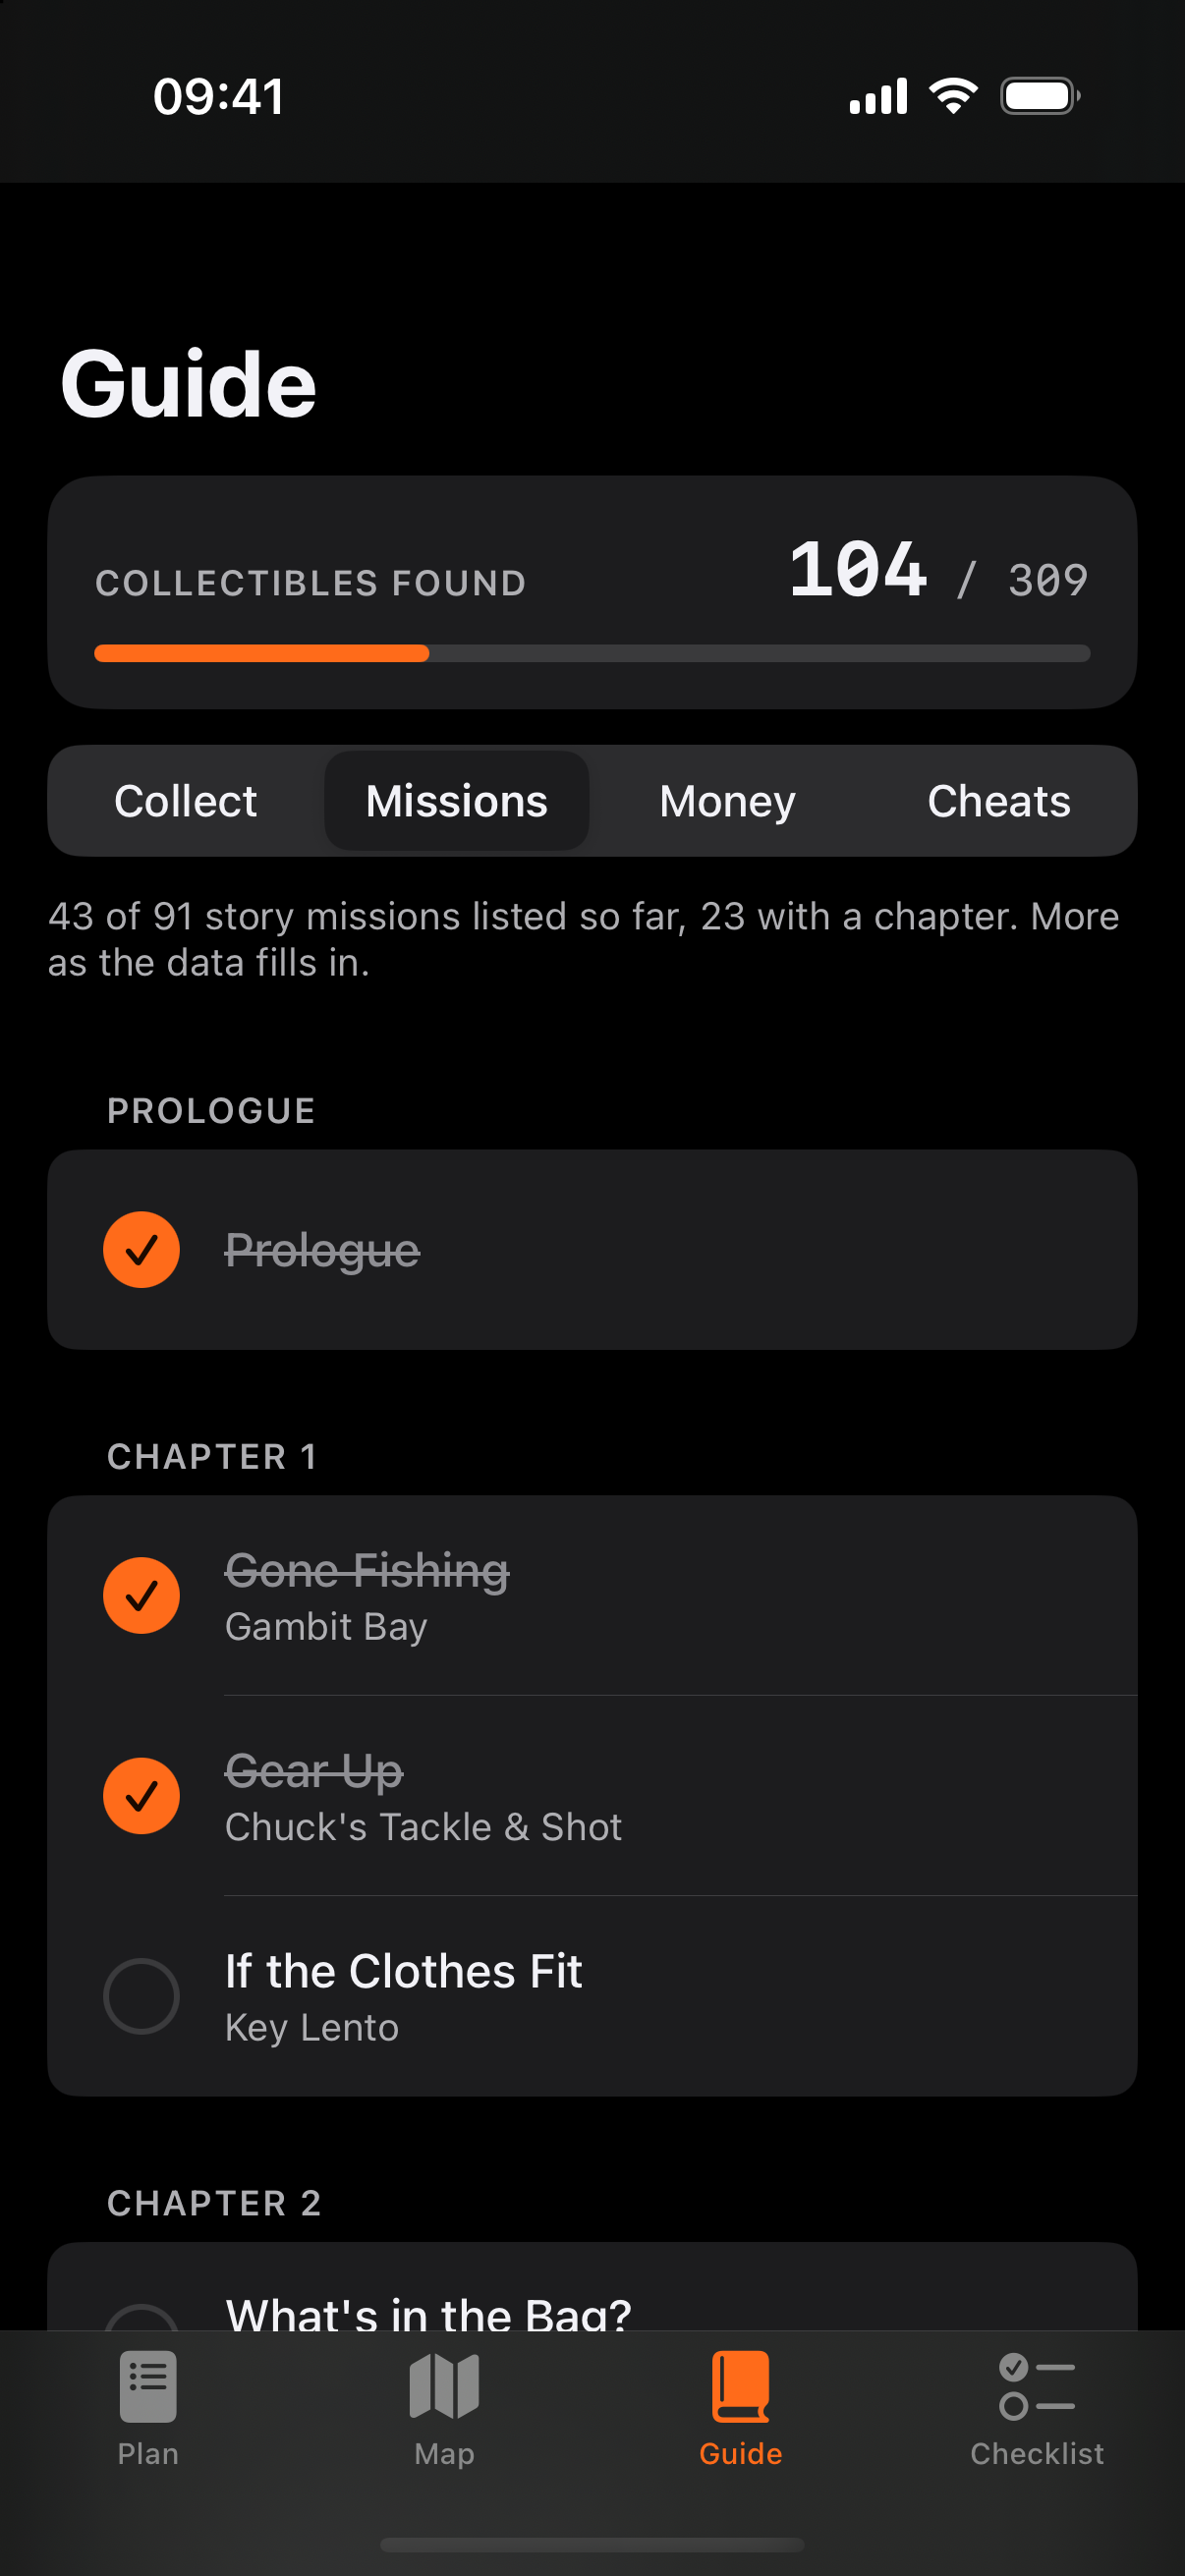 09:41
Guide
COLLECTIBLES FOUND
104 / 309
Collect Missions Money Cheats
43 of 91 story missions listed so far, 23 with a chapter. More
as the data fills in.
PROLOGUE
Prologue
CHAPTER 1
Gone Fishing
Gambit Bay
Gear Up
Chuck's Tackle & Shot
If the Clothes Fit
Key Lento
CHAPTER 2
What's in the Bag?
Plan Map Guide Checklist